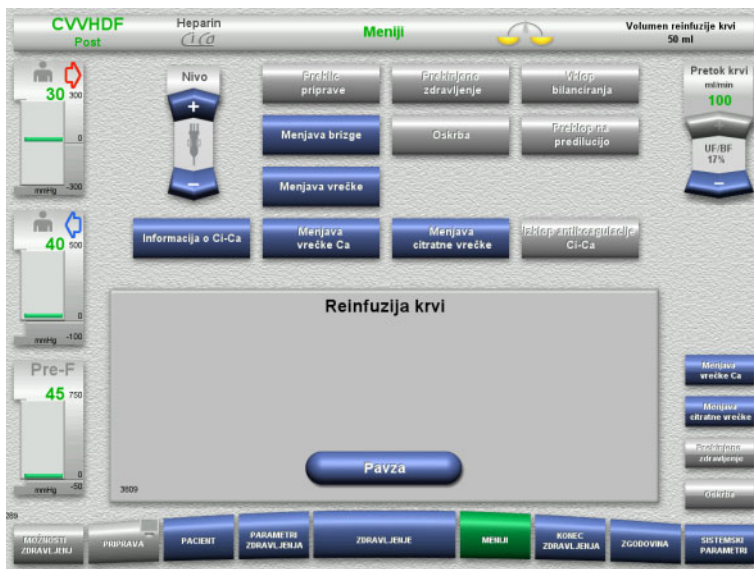 CVVHDF
Post
Heparin
Ci Ca
Meniji
Volumen reinfuzije krvi
50 ml
30
300
0
-300
mmHg
Nivo
+
−
Preklic
priprave
Prekinjeno
zdravljenje
Vklop
bilanciranja
Menjava brizge
Oskrba
Preklop na
predilucijo
Menjava vrečke
Pretok krvi
ml/min
100
+
UF/BF
17%
−
Informacija o Ci-Ca
Menjava
vrečke Ca
Menjava
citratne vrečke
Izklop antikoagulacije
Ci-Ca
40
500
0
-100
mmHg
Reinfuzija krvi
Pavza
3609
Pre-F
45
750
0
-50
mmHg
Menjava
vrečke Ca
Menjava
citratne vrečke
Prekinjeno
zdravljenje
Oskrba
MOŽNOSTI
ZDRAVLJENJ
PRIPRAVA
PACIENT
PARAMETRI
ZDRAVLJENJA
ZDRAVLJENJE
MENIJI
KONEC
ZDRAVLJENJA
ZGODOVINA
SISTEMSKI
PARAMETRI